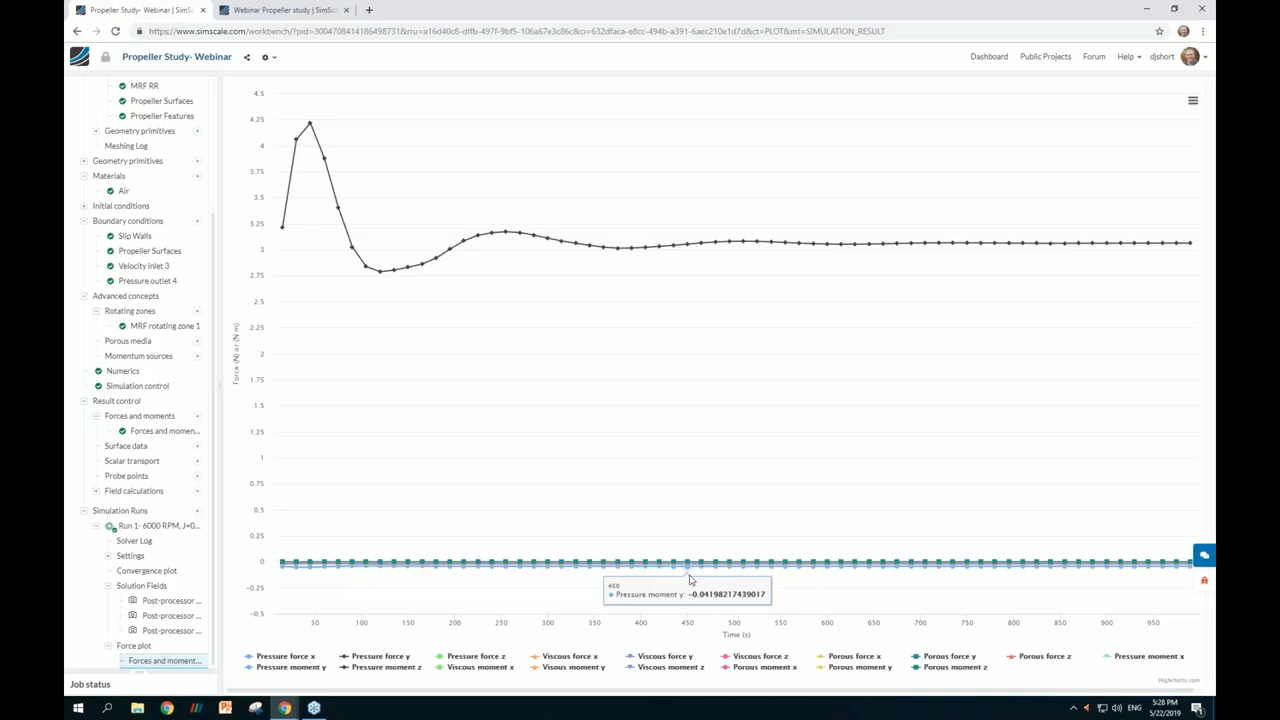 Propeller Study- Webinar | SimS
Webinar Propeller study | SimSca
https://www.simscale.com/workbench/?pid=3004708414186498731&rru=a16d40c8-dffb-497f-9bf5-106a67e3c86c&ci=632dfaca-e8cc-494b-a391-6aec210e1d7d&ct=PLOT&mt=SIMULATION_RESULT
Propeller Study- Webinar
Dashboard
Public Projects
Forum
Help
djshort
MRF RR
Propeller Surfaces
Propeller Features
Geometry primitives
Meshing Log
Geometry primitives
Materials
Air
Initial conditions
Boundary conditions
Slip Walls
Propeller Surfaces
Velocity inlet 3
Pressure outlet 4
Advanced concepts
Rotating zones
MRF rotating zone 1
Porous media
Momentum sources
Numerics
Simulation control
Result control
Forces and moments
Forces and momen...
Surface data
Scalar transport
Probe points
Field calculations
Simulation Runs
Run 1- 6000 RPM, J=0...
Solver Log
Settings
Convergence plot
Solution Fields
Post-processor ...
Post-processor ...
Post-processor ...
Force plot
Forces and moment...
Job status
4.5
4.25
4
3.75
3.5
3.25
3
2.75
2.5
2.25
2
1.75
1.5
1.25
1
0.75
0.5
0.25
0
-0.25
-0.5
Force (N) or (N m)
450
Pressure moment y: -0.04198217439017
50
100
150
200
250
300
350
400
450
500
550
600
650
700
750
800
850
900
950
Time (s)
Pressure force x
Pressure force y
Pressure force z
Viscous force x
Viscous force y
Viscous force z
Porous force x
Porous force y
Porous force z
Pressure moment x
Pressure moment y
Pressure moment z
Viscous moment x
Viscous moment y
Viscous moment z
Porous moment x
Porous moment y
Porous moment z
Highcharts.com
ENG
5:28 PM
5/22/2019